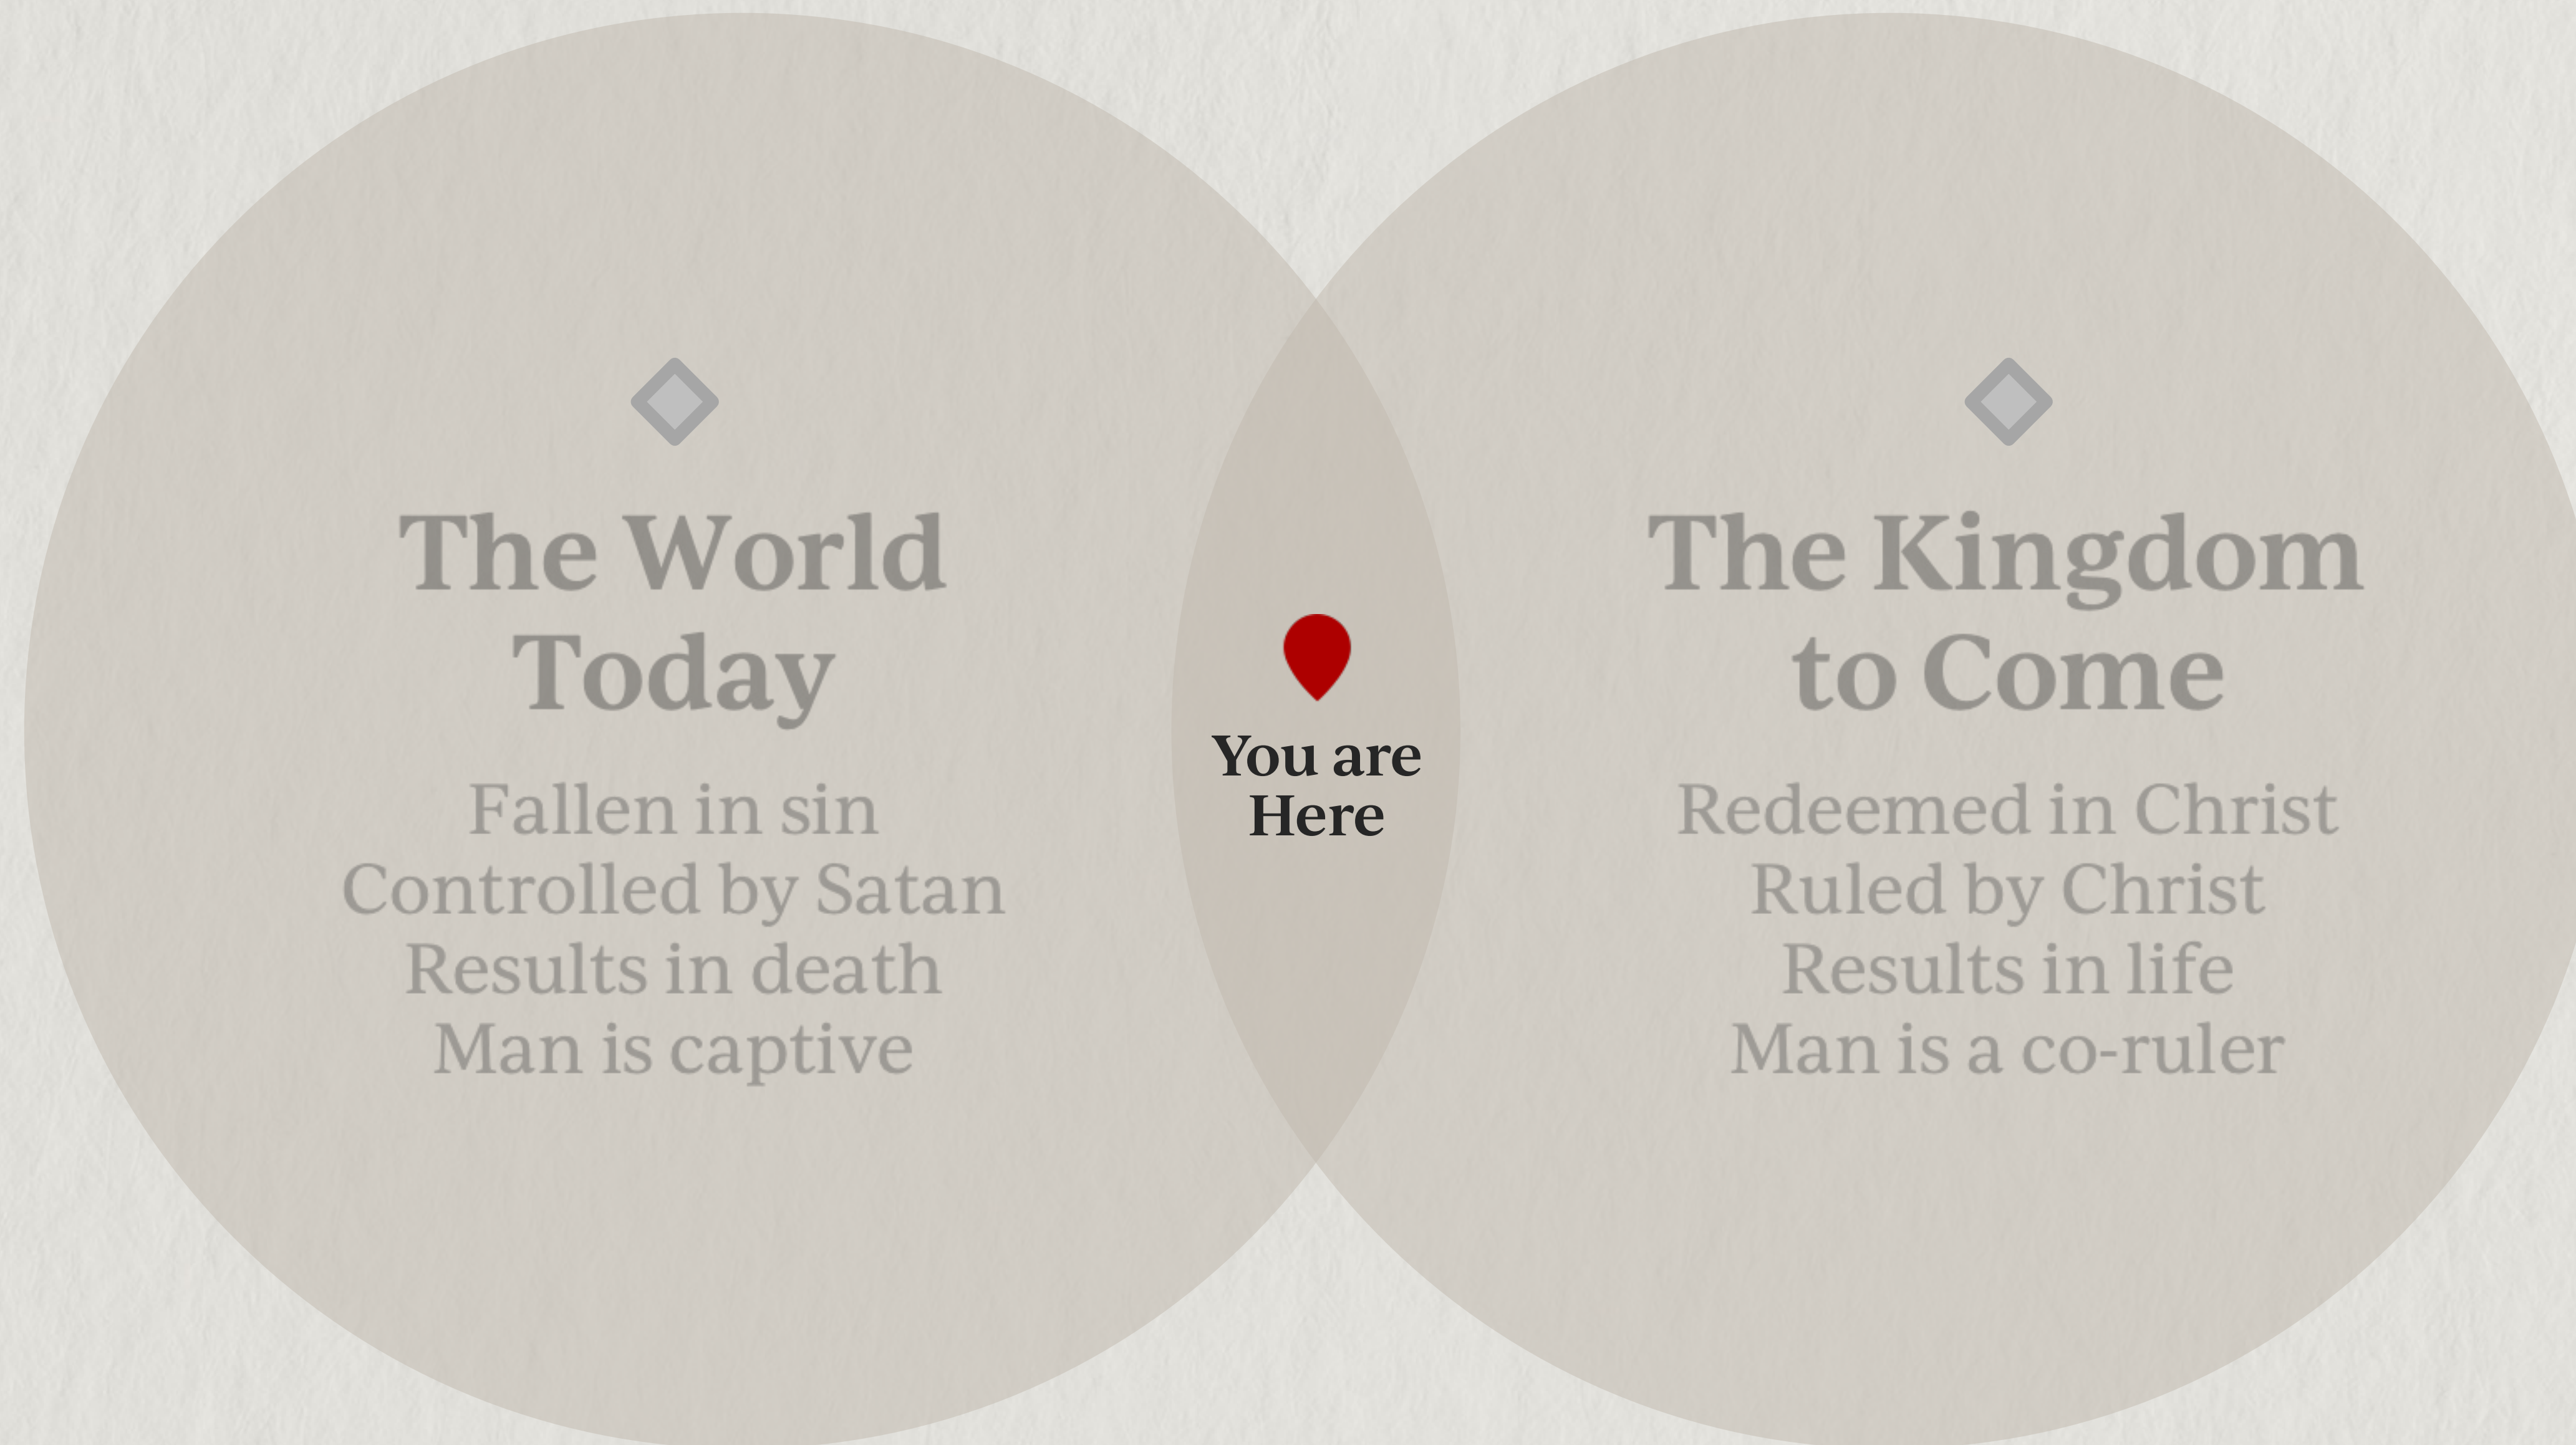 The World
Today
Fallen in sin
Controlled by Satan
Results in death
Man is captive
You are
Here
The Kingdom
to Come
Redeemed in Christ
Ruled by Christ
Results in life
Man is a co-ruler